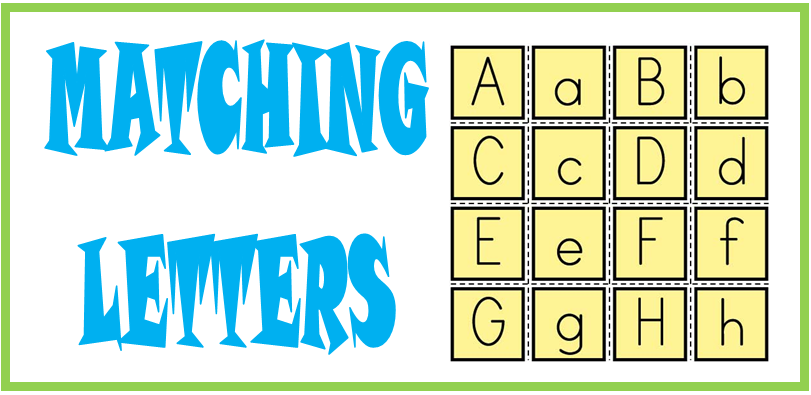 MATCHING
LETTERS
A a B b
C c D d
E e F f
G g H h